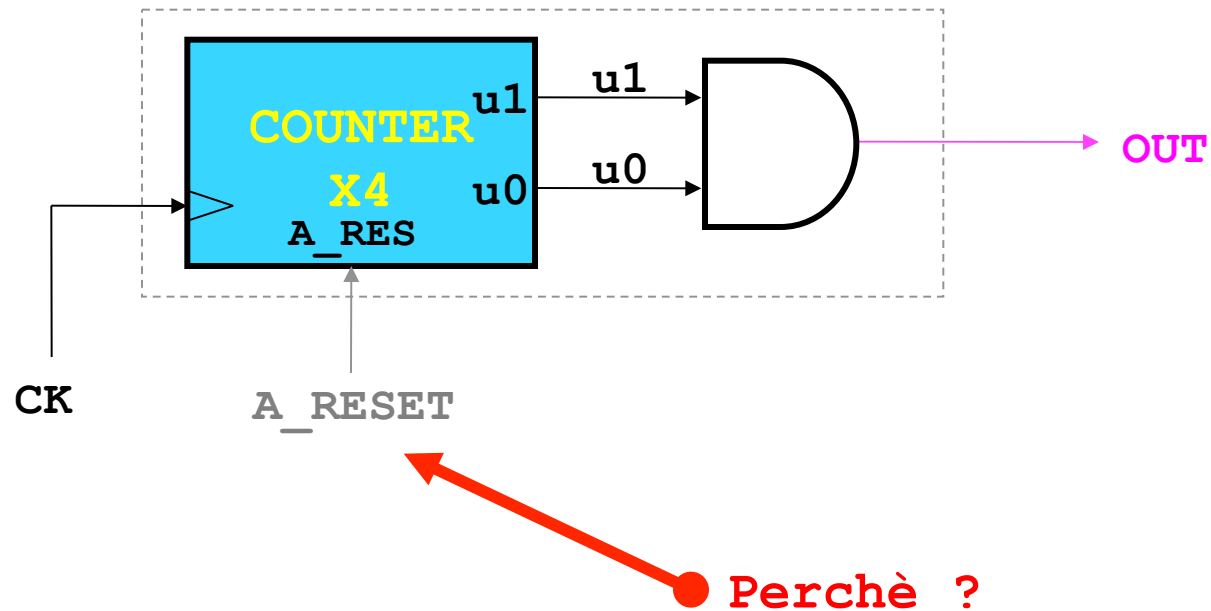 u1
u1
COUNTER
OUT
u0
u0
X4
A_RES
CK
A_RESET
Perchè ?